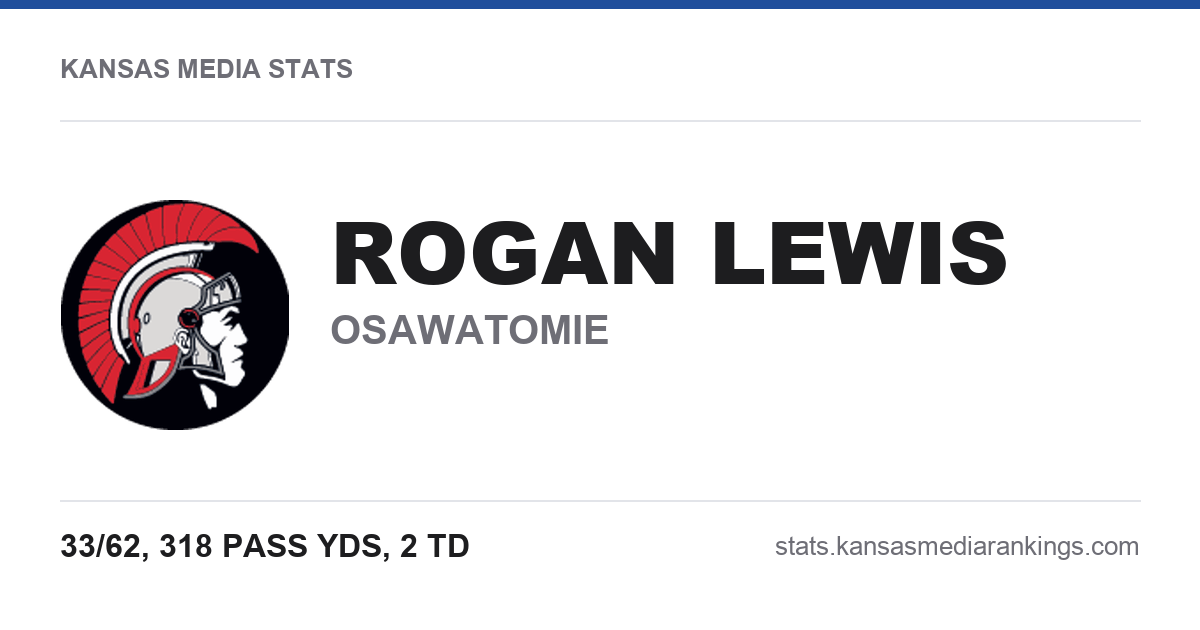 KANSAS MEDIA STATS
ROGAN LEWIS
OSAWATOMIE
33/62, 318 PASS YDS, 2 TD
stats.kansasmediarankings.com